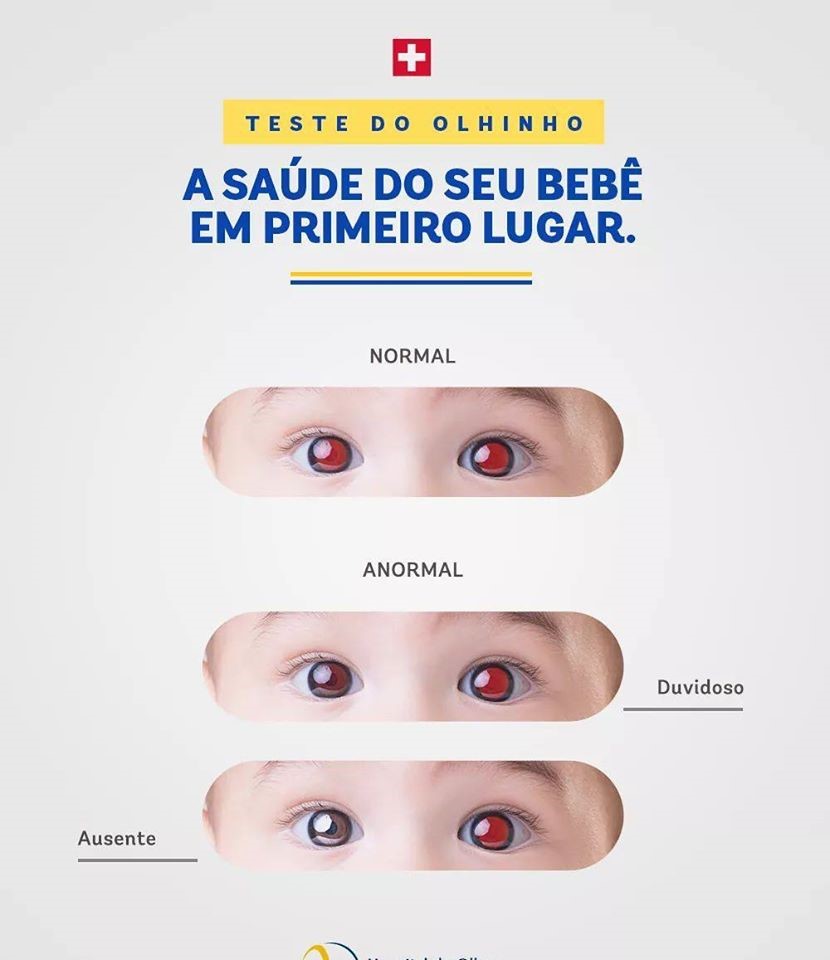 TESTE DO OLHINHO
A SAÚDE DO SEU BEBÊ
EM PRIMEIRO LUGAR.
NORMAL
ANORMAL
Duvidoso
Ausente